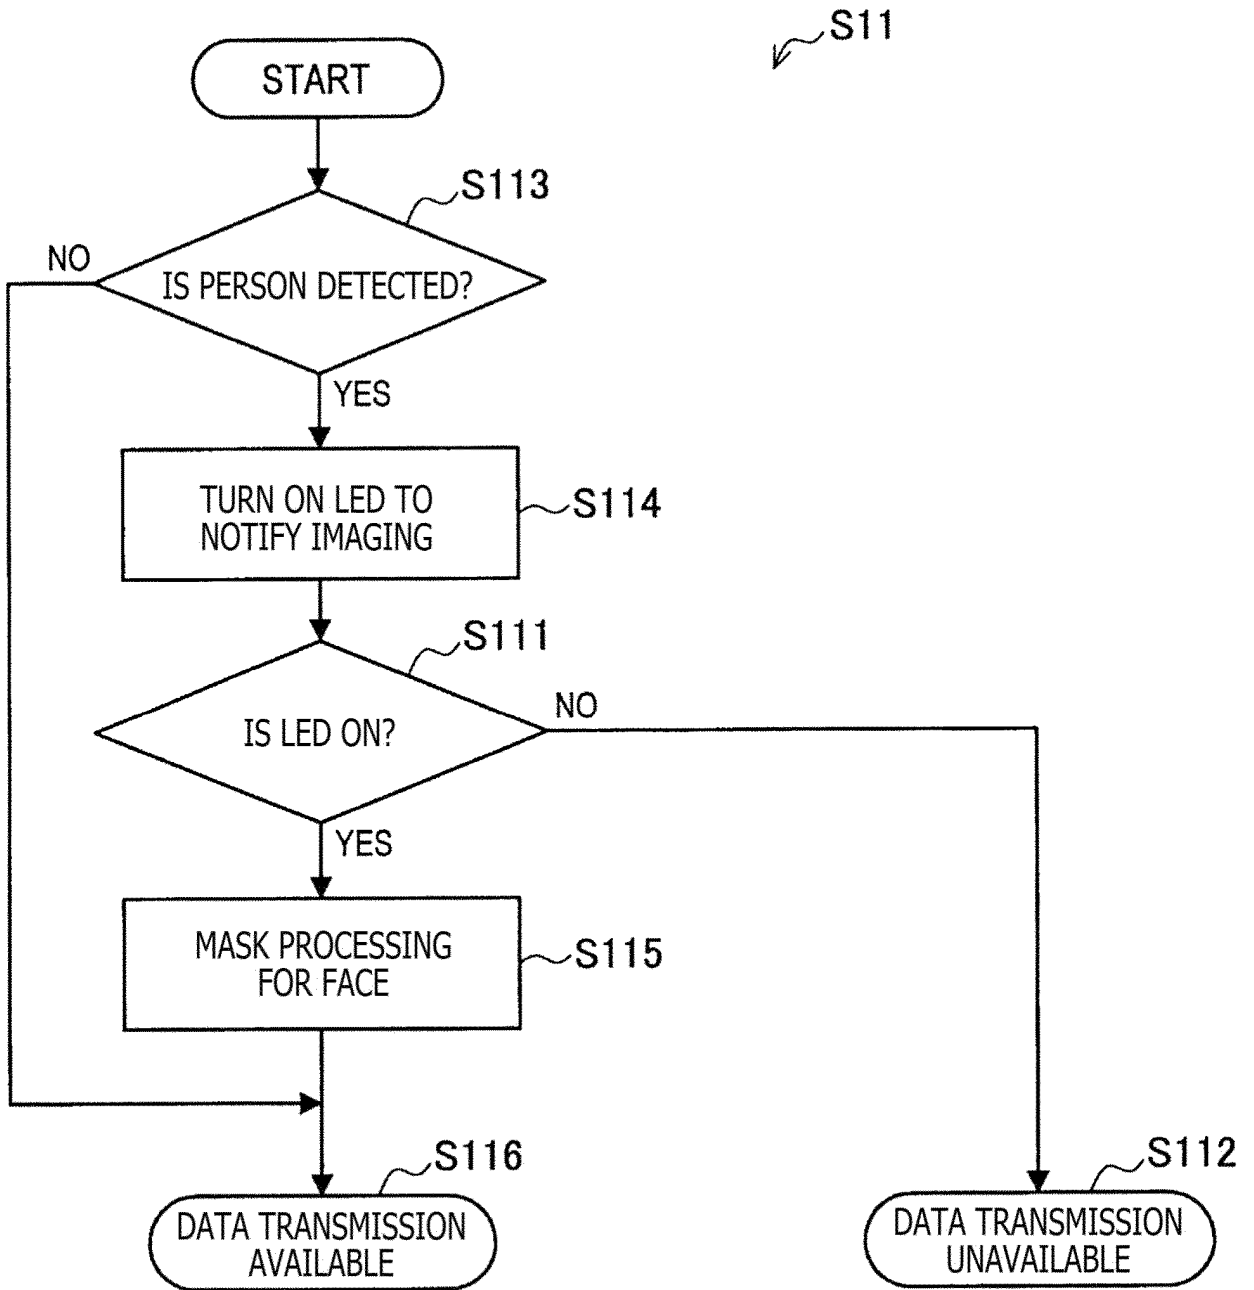 S11
START
S113
NO
IS PERSON DETECTED?
YES
TURN ON LED TO
NOTIFY IMAGING
S114
S111
NO
IS LED ON?
YES
MASK PROCESSING
FOR FACE
S115
S116
DATA TRANSMISSION
AVAILABLE
S112
DATA TRANSMISSION
UNAVAILABLE